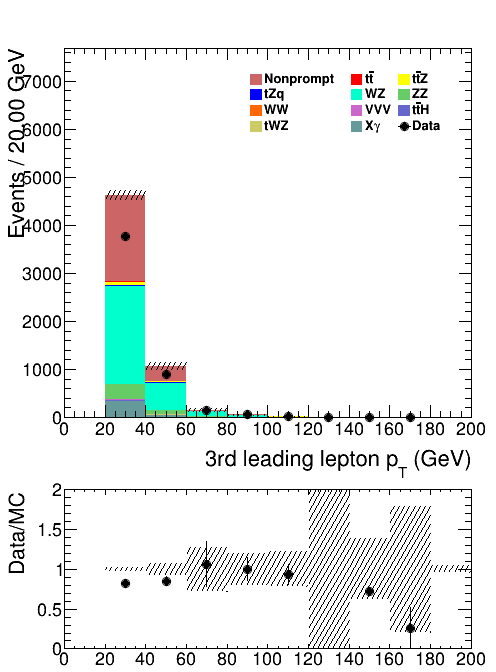 Events / 20.00 GeV
7000
6000
5000
4000
3000
2000
1000
0
Nonprompt tt̄ tt̄Z
tZq WZ ZZ
WW VVV tt̄H
tWZ Xγ Data
0 20 40 60 80 100 120 140 160 180 200
3rd leading lepton p_T (GeV)
Data/MC
2
1.5
1
0.5
0
0 20 40 60 80 100 120 140 160 180 200